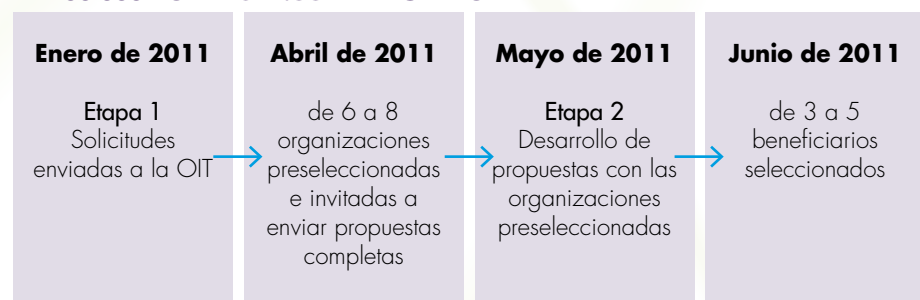 Enero de 2011
Etapa 1
Solicitudes
enviadas a la OIT
Abril de 2011
de 6 a 8
organizaciones
preseleccionadas
e invitadas a
enviar propuestas
completas
Mayo de 2011
Etapa 2
Desarrollo de
propuestas con las
organizaciones
preseleccionadas
Junio de 2011
de 3 a 5
beneficiarios
seleccionados